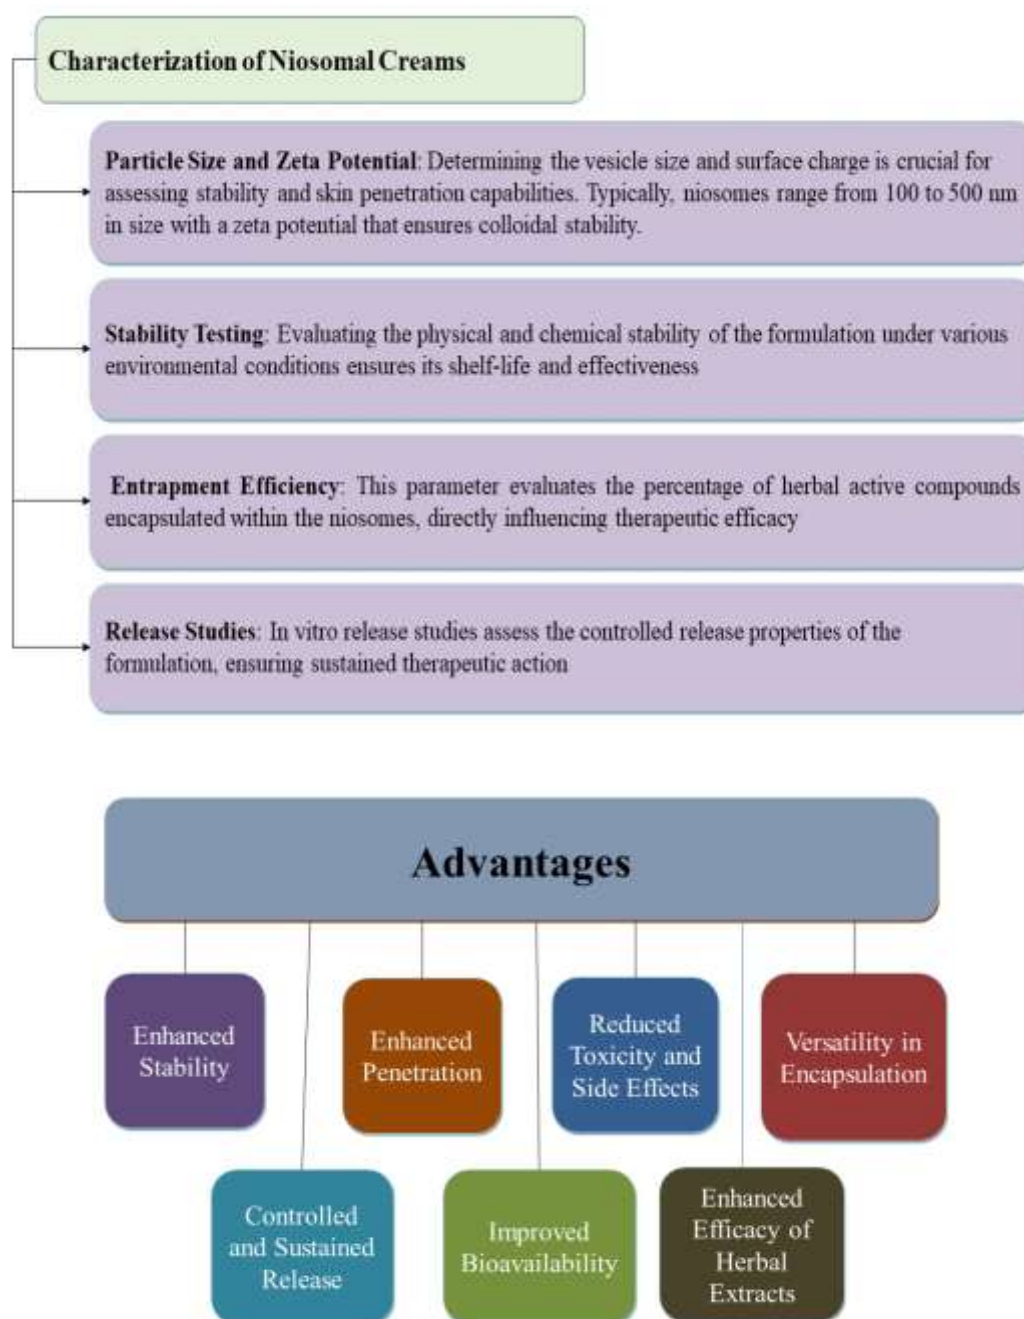 Characterization of Niosomal Creams
Particle Size and Zeta Potential: Determining the vesicle size and surface charge is crucial for
assessing stability and skin penetration capabilities. Typically, niosomes range from 100 to 500 nm
in size with a zeta potential that ensures colloidal stability.
Stability Testing: Evaluating the physical and chemical stability of the formulation under various
environmental conditions ensures its shelf-life and effectiveness
Entrapment Efficiency: This parameter evaluates the percentage of herbal active compounds
encapsulated within the niosomes, directly influencing therapeutic efficacy
Release Studies: In vitro release studies assess the controlled release properties of the
formulation, ensuring sustained therapeutic action
Advantages
Enhanced
Stability
Enhanced
Penetration
Reduced
Toxicity and
Side Effects
Versatility in
Encapsulation
Controlled
and Sustained
Release
Improved
Bioavailability
Enhanced
Efficacy of
Herbal
Extracts